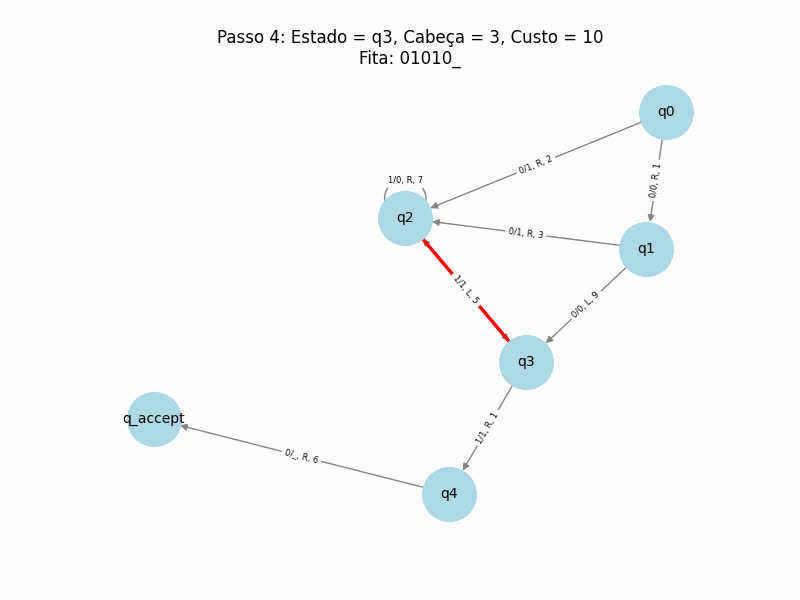 Passo 4: Estado = q3, Cabeça = 3, Custo = 10
Fita: 01010_
q0
0/1, R, 2
0/0, R, 1
1/0, R, 7
q2
0/1, R, 3
q1
1/1, L, 5
0/0, L, 9
q3
q_accept
1/1, R, 1
0/_, R, 6
q4